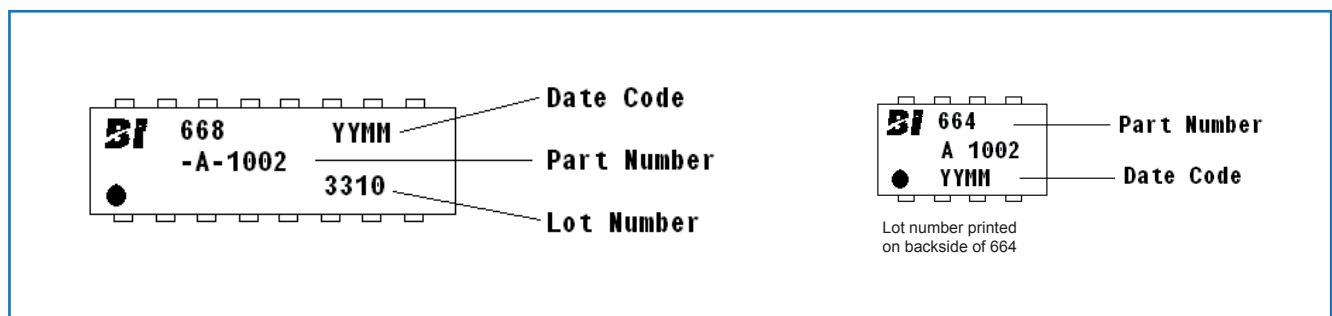 BI 668 YYMM
-A-1002
3310
Date Code
Part Number
Lot Number
BI 664
A 1002
YYMM
Part Number
Date Code
Lot number printed
on backside of 664